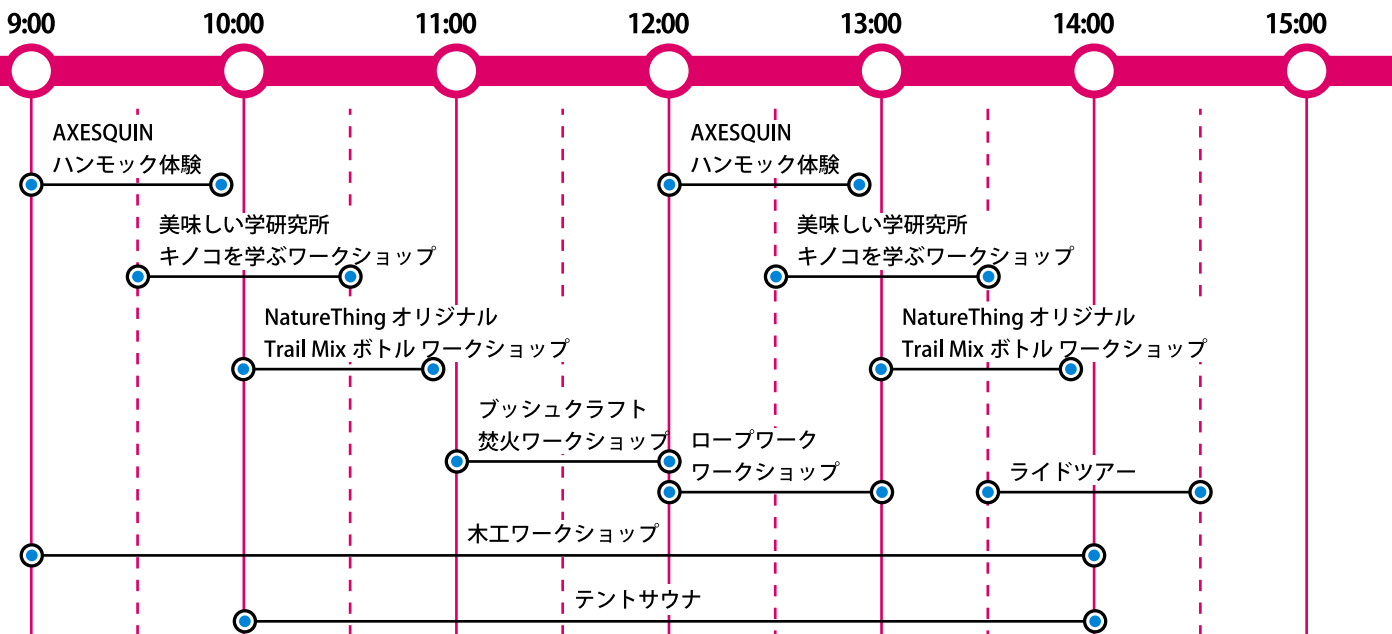 9:00
10:00
11:00
12:00
13:00
14:00
15:00
AXESQUIN
ハンモック体験
AXESQUIN
ハンモック体験
美味しい学研究所
キノコを学ぶワークショップ
美味しい学研究所
キノコを学ぶワークショップ
NatureThing オリジナル
Trail Mix ボトル ワークショップ
NatureThing オリジナル
Trail Mix ボトル ワークショップ
ブッシュクラフト
焚火ワークショップ
ロープワーク
ワークショップ
ライドツアー
木工ワークショップ
テントサウナ